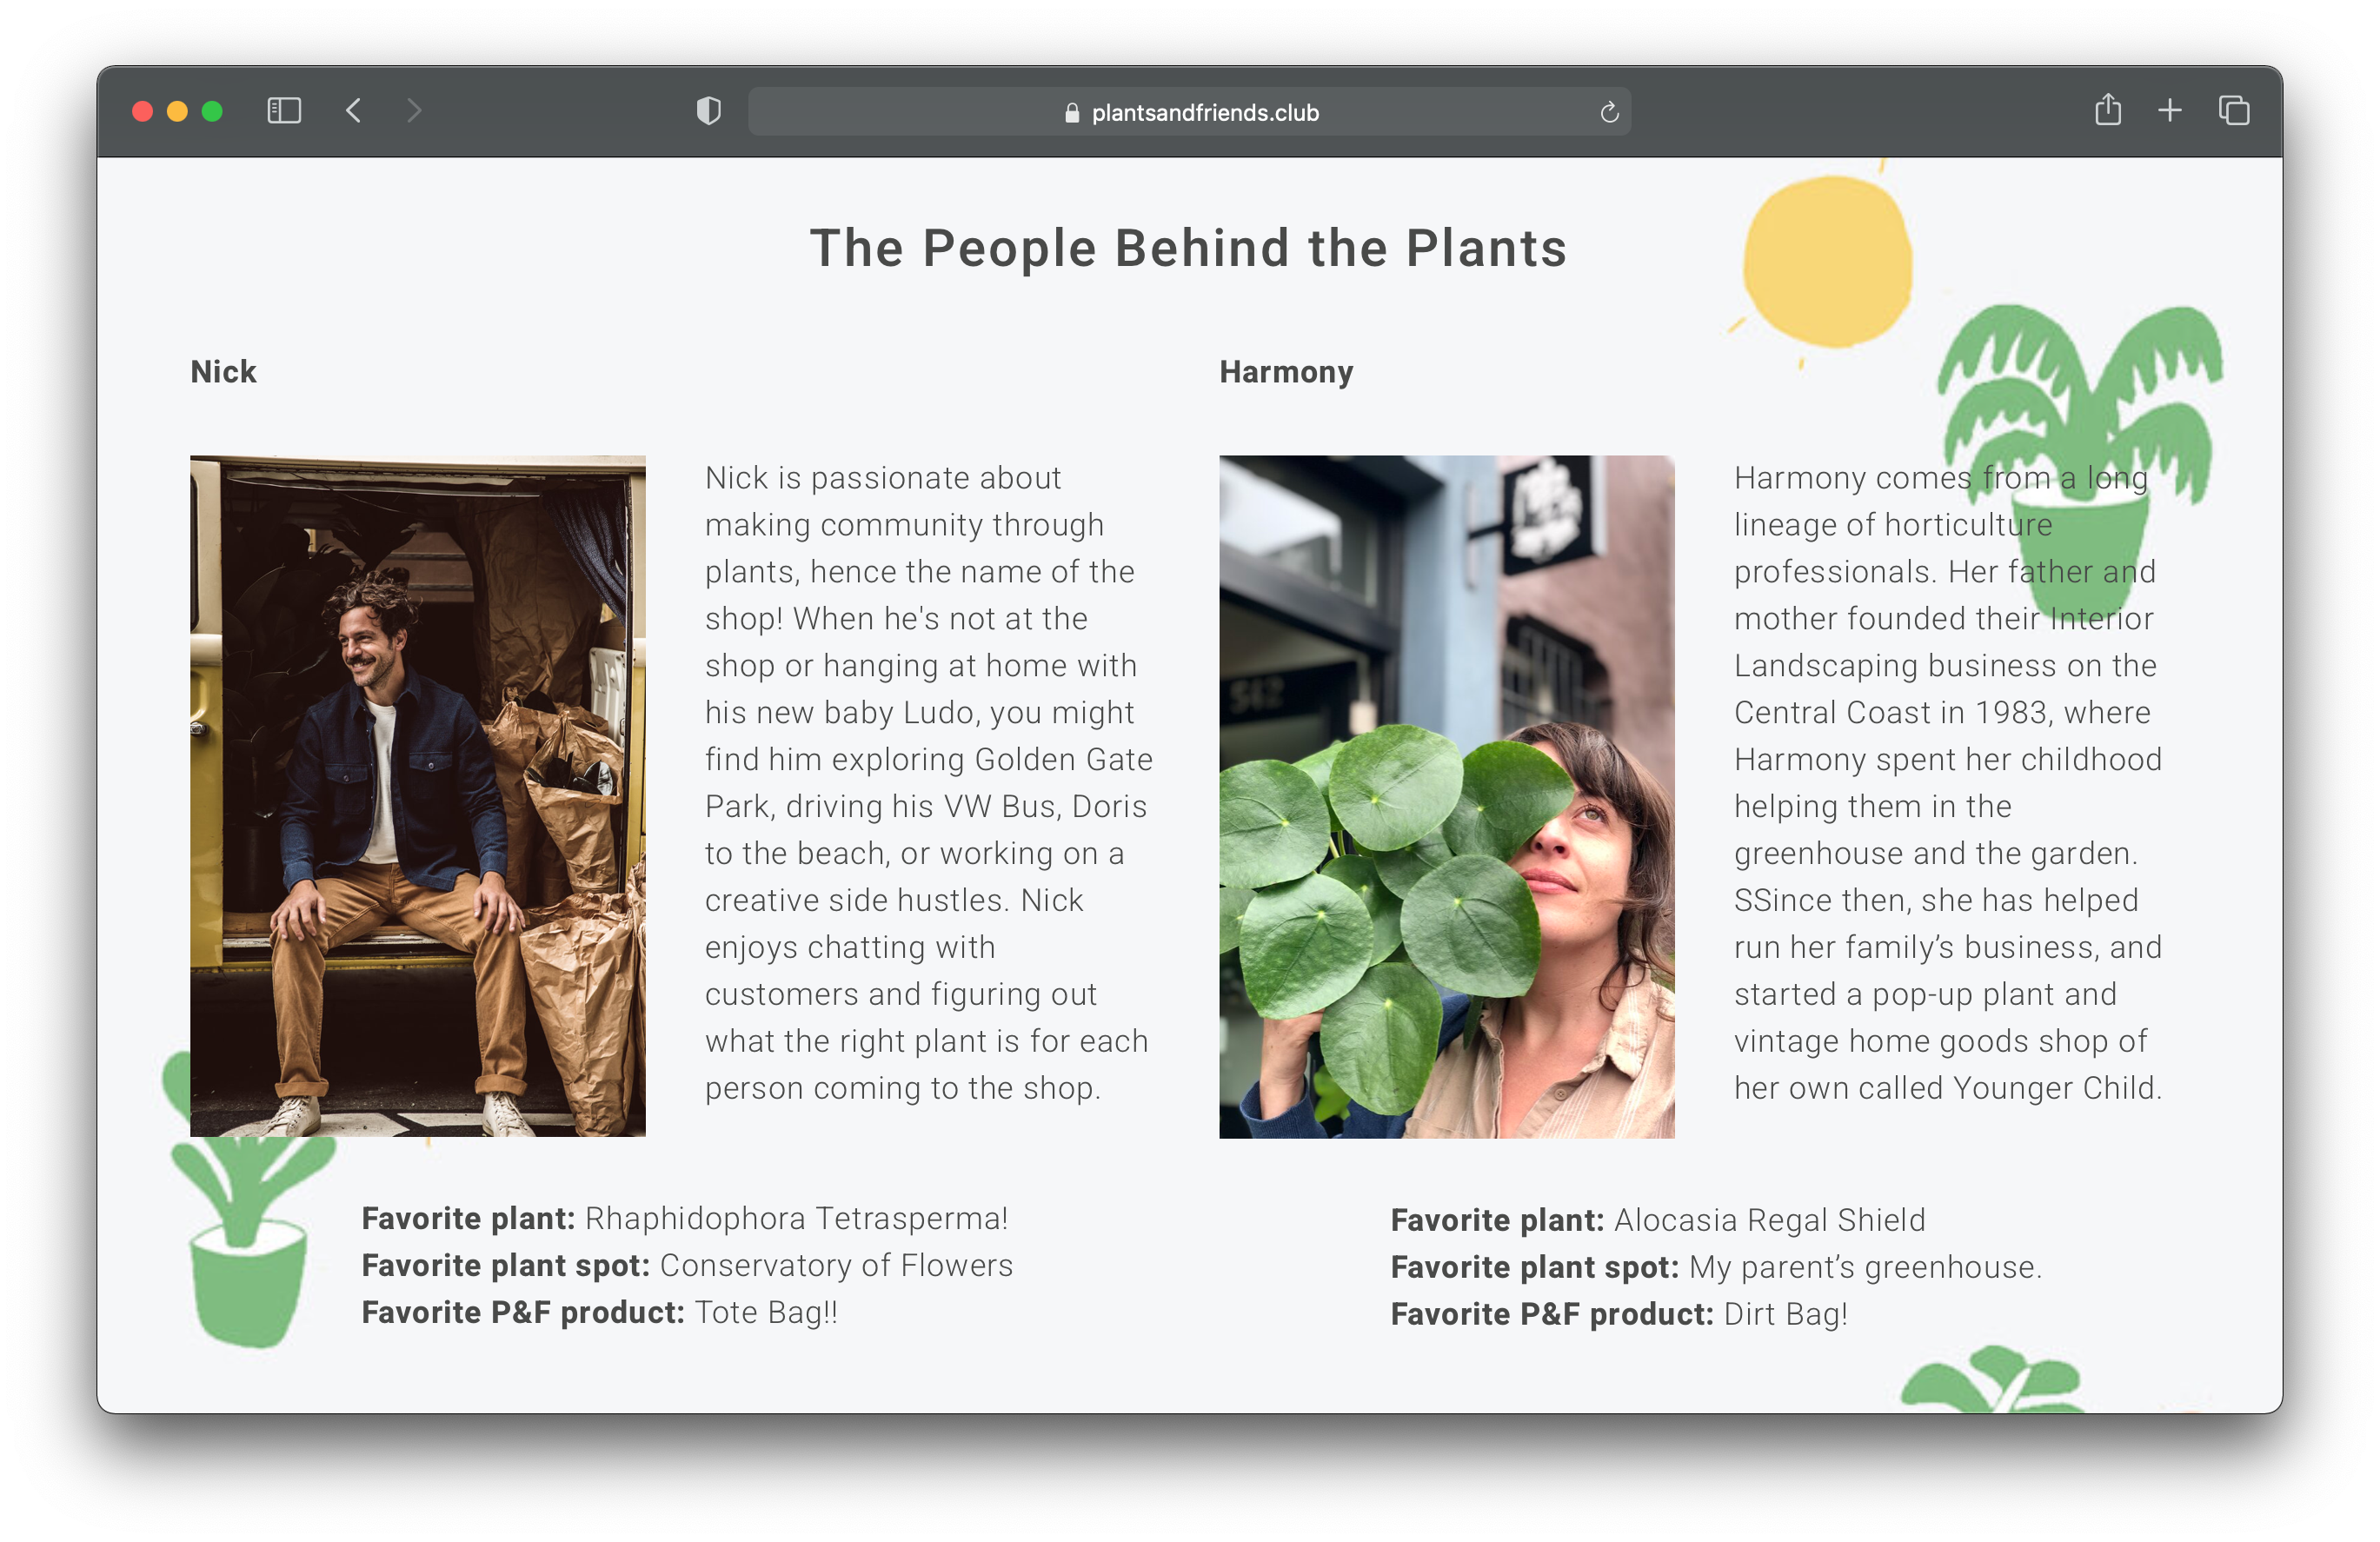 plantsandfriends.club
The People Behind the Plants
Nick
Nick is passionate about
making community through
plants, hence the name of the
shop! When he's not at the
shop or hanging at home with
his new baby Ludo, you might
find him exploring Golden Gate
Park, driving his VW Bus, Doris
to the beach, or working on a
creative side hustles. Nick
enjoys chatting with
customers and figuring out
what the right plant is for each
person coming to the shop.
Favorite plant: Rhaphidophora Tetrasperma!
Favorite plant spot: Conservatory of Flowers
Favorite P&F product: Tote Bag!!
Harmony
512
Harmony comes from a long
lineage of horticulture
professionals. Her father and
mother founded their Interior
Landscaping business on the
Central Coast in 1983, where
Harmony spent her childhood
helping them in the
greenhouse and the garden.
SSince then, she has helped
run her family’s business, and
started a pop-up plant and
vintage home goods shop of
her own called Younger Child.
Favorite plant: Alocasia Regal Shield
Favorite plant spot: My parent’s greenhouse.
Favorite P&F product: Dirt Bag!